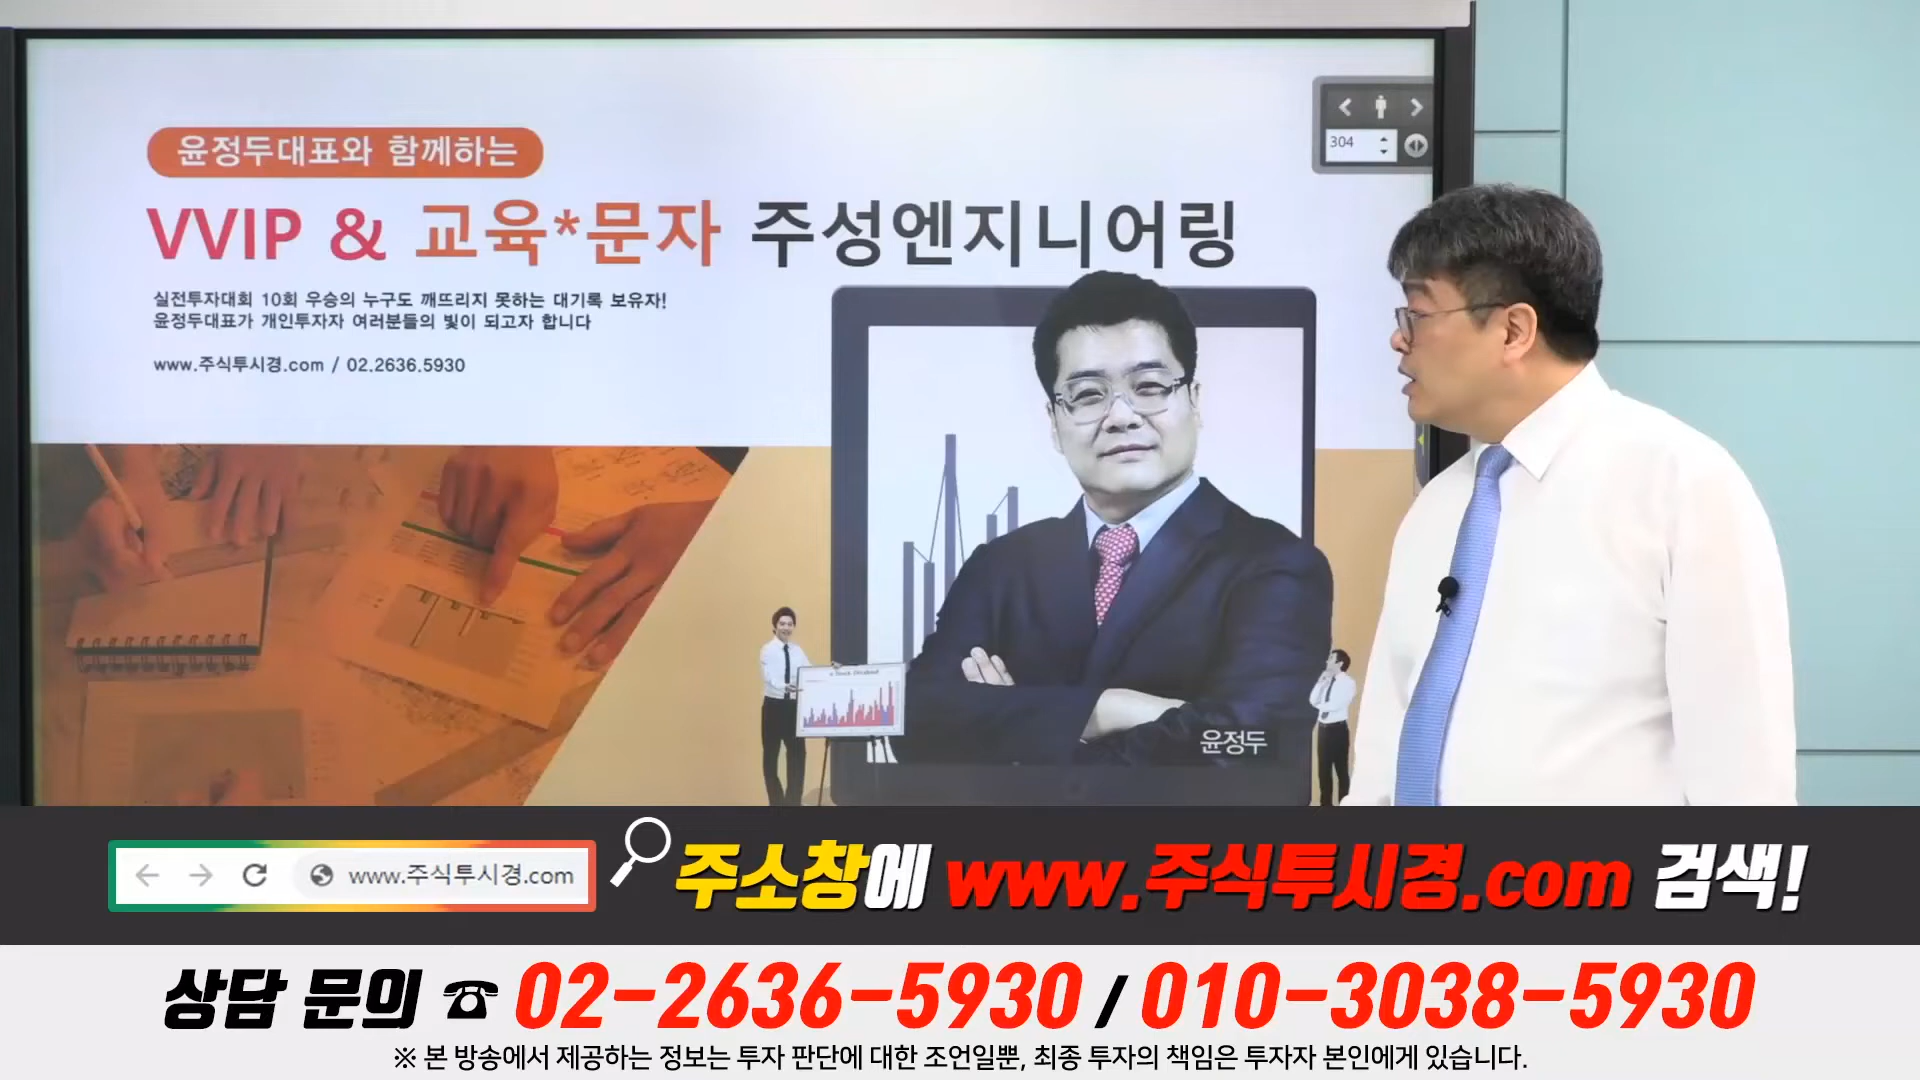 304
윤정두대표와 함께하는
VVIP & 교육*문자 주성엔지니어링
실전투자대회 10회 우승의 누구도 깨뜨리지 못하는 대기록 보유자!
윤정두대표가 개인투자자 여러분들의 빛이 되고자 합니다
www.주식투시경.com / 02.2636.5930
윤정두
www.주식투시경.com
주소창에 www.주식투시경.com 검색!
상담 문의 ☎ 02-2636-5930 / 010-3038-5930
※ 본 방송에서 제공하는 정보는 투자 판단에 대한 조언일뿐, 최종 투자의 책임은 투자자 본인에게 있습니다.